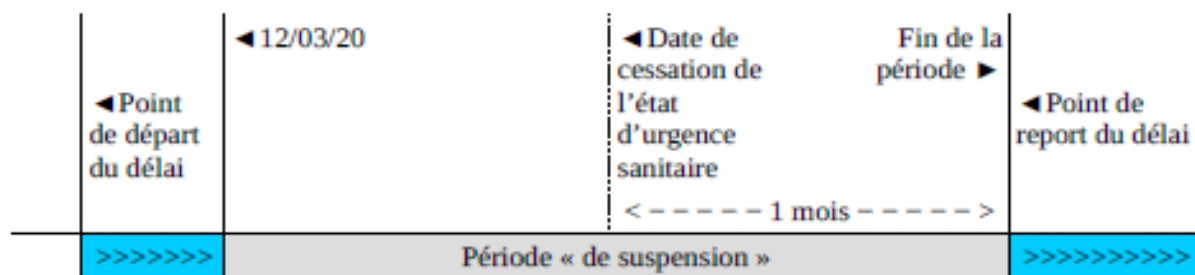 ◄Point
de départ
du délai
◄12/03/20
◄Date de
cessation de
l’état
d’urgence
sanitaire
Fin de la
période ►
< – – – – – 1 mois – – – – – >
◄Point de
report du délai
>>>>>>>
Période « de suspension »
>>>>>>>>>>